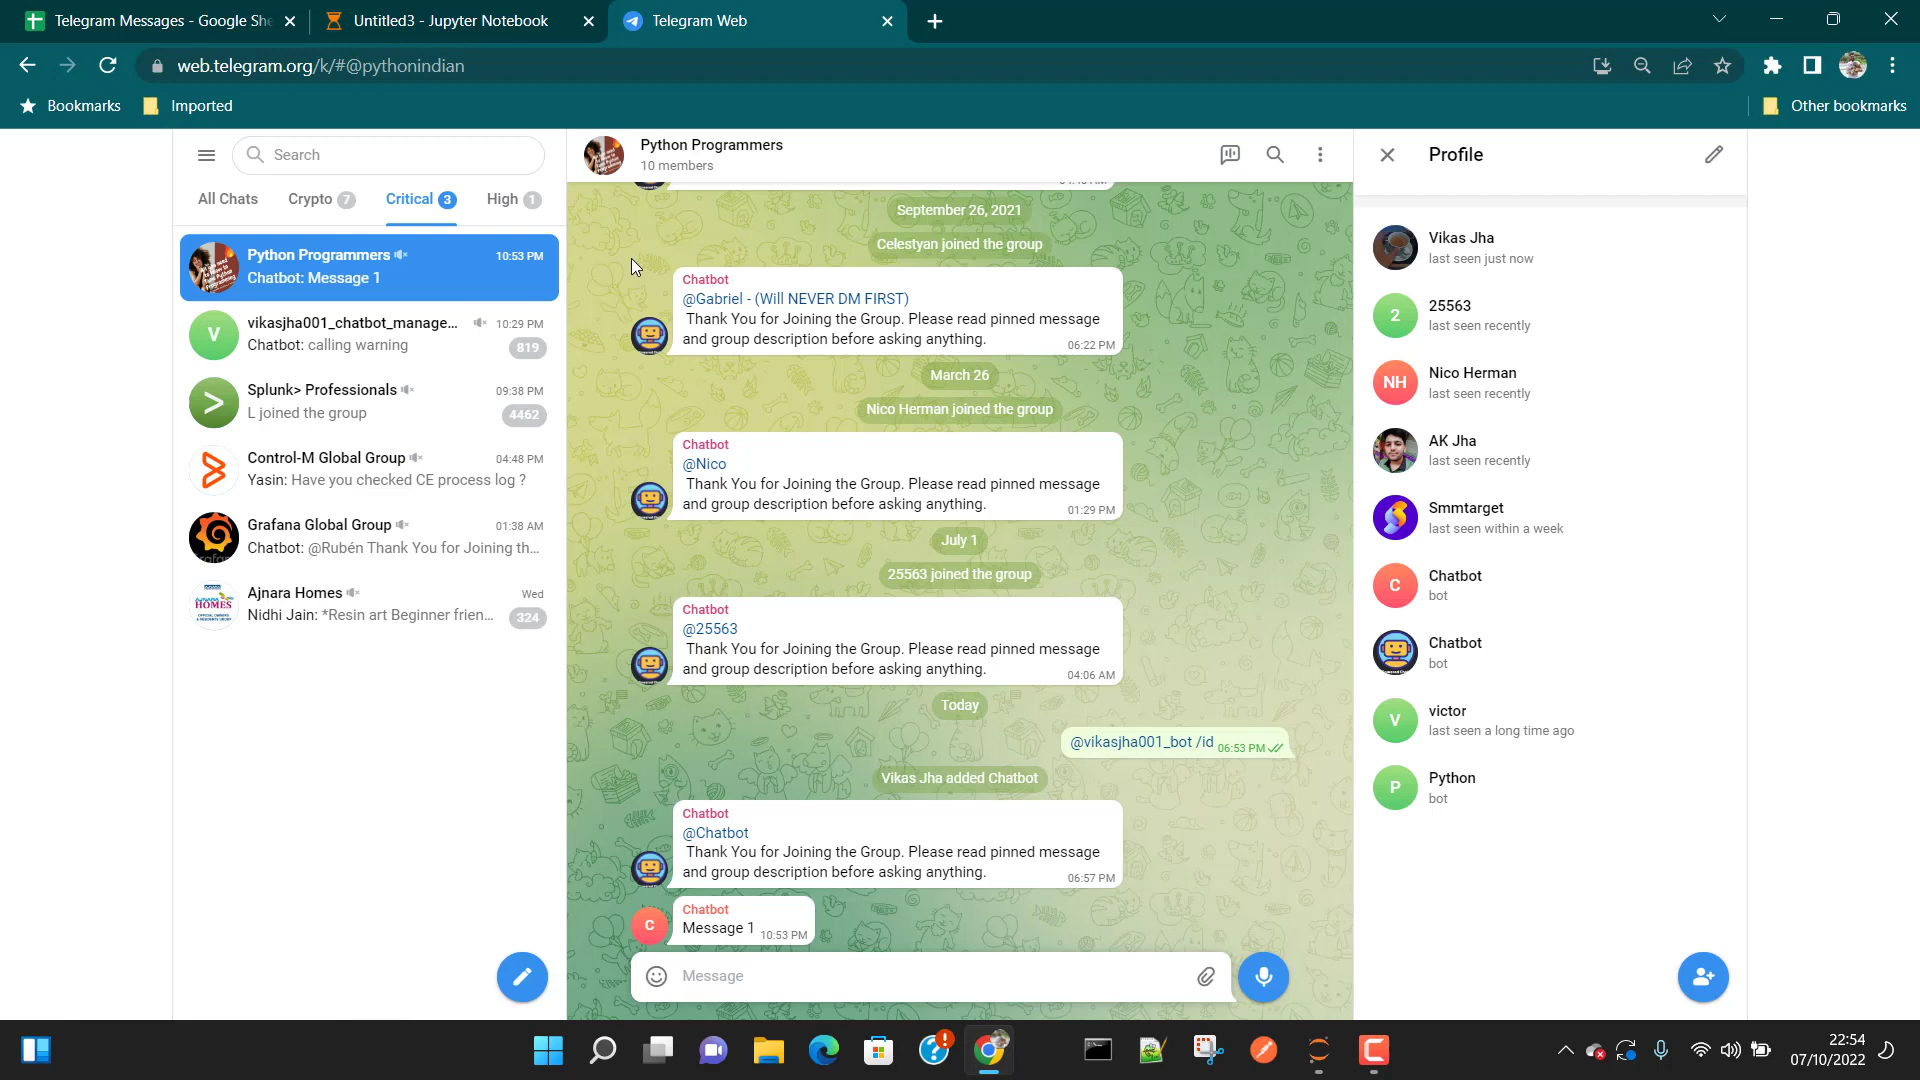 Telegram Messages - Google She
Untitled3 - Jupyter Notebook
Telegram Web
web.telegram.org/k/#@pythonindian
Bookmarks
Imported
Other bookmarks
Search
All Chats
Crypto 7
Critical 3
High 1
Python Programmers
10:53 PM
Chatbot: Message 1
V
vikasjha001_chatbot_manage...
10:29 PM
Chatbot: calling warning
819
Splunk> Professionals
09:38 PM
L joined the group
4462
Control-M Global Group
04:48 PM
Yasin: Have you checked CE process log ?
Grafana Global Group
01:38 AM
Chatbot: @Rubén Thank You for Joining th...
HOMES
Ajnara Homes
Wed
Nidhi Jain: *Resin art Beginner frien...
324
Python Programmers
10 members
September 26, 2021
Celestyan joined the group
Chatbot
@Gabriel - (Will NEVER DM FIRST)
Thank You for Joining the Group. Please read pinned message
and group description before asking anything.
06:22 PM
March 26
Nico Herman joined the group
Chatbot
@Nico
Thank You for Joining the Group. Please read pinned message
and group description before asking anything.
01:29 PM
July 1
25563 joined the group
Chatbot
@25563
Thank You for Joining the Group. Please read pinned message
and group description before asking anything.
04:06 AM
Today
@vikasjha001_bot /id 06:53 PM
Vikas Jha added Chatbot
Chatbot
@Chatbot
Thank You for Joining the Group. Please read pinned message
and group description before asking anything.
06:57 PM
C
Chatbot
Message 1 10:53 PM
Message
Profile
Vikas Jha
last seen just now
2
25563
last seen recently
NH
Nico Herman
last seen recently
AK Jha
last seen recently
Smmtarget
last seen within a week
C
Chatbot
bot
Chatbot
bot
V
victor
last seen a long time ago
P
Python
bot
22:54
07/10/2022